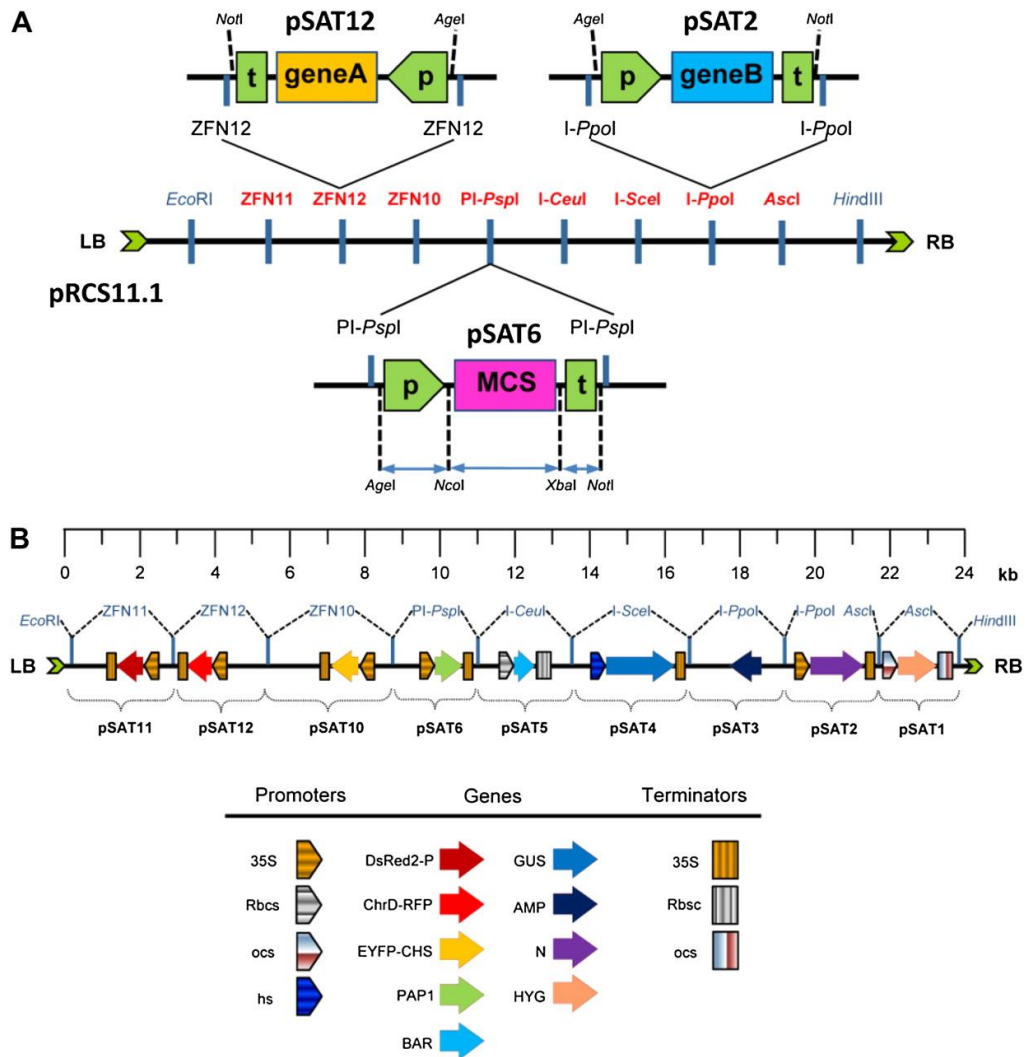 A
NotI pSAT12 AgeI AgeI pSAT2 NotI
t geneA p p geneB t
ZFN12 ZFN12 I-PpoI I-PpoI
EcoRI ZFN11 ZFN12 ZFN10 PI-PspI I-CeuI I-SceI I-PpoI AscI HindIII
LB RB
pRCS11.1
PI-PspI pSAT6 PI-PspI
p MCS t
AgeI NcoI XbaI NotI
B
0 2 4 6 8 10 12 14 16 18 20 22 24 kb
EcoRI ZFN11 ZFN12 ZFN10 PI-PspI I-CeuI I-SceI I-PpoI I-PpoI AscI AscI HindIII
LB RB
pSAT11 pSAT12 pSAT10 pSAT6 pSAT5 pSAT4 pSAT3 pSAT2 pSAT1
Promoters Genes Terminators
35S DsRed2-P GUS 35S
Rbcs ChrD-RFP AMP Rbsc
ocs EYFP-CHS N ocs
hs PAP1 HYG
BAR